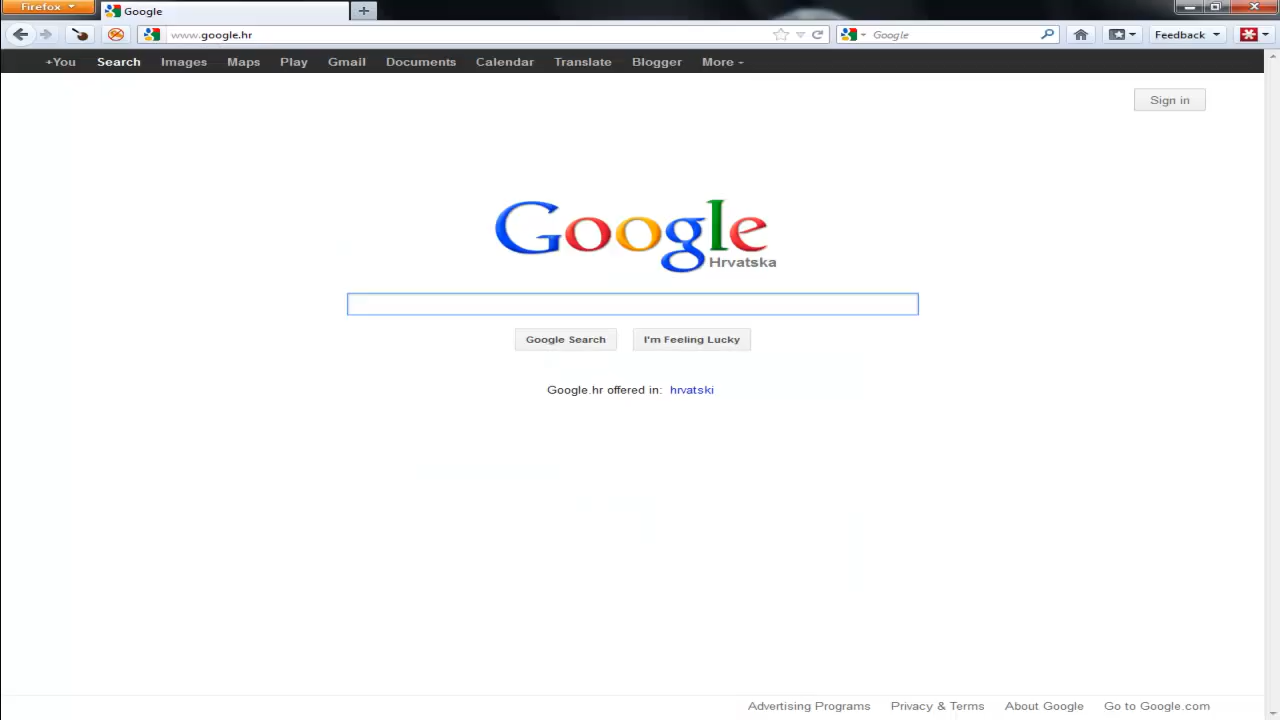 Firefox
Google
www.google.hr
Google
Feedback
+You Search Images Maps Play Gmail Documents Calendar Translate Blogger More
Sign in
Google
Hrvatska
Google Search I'm Feeling Lucky
Google.hr offered in: hrvatski
Advertising Programs Privacy & Terms About Google Go to Google.com